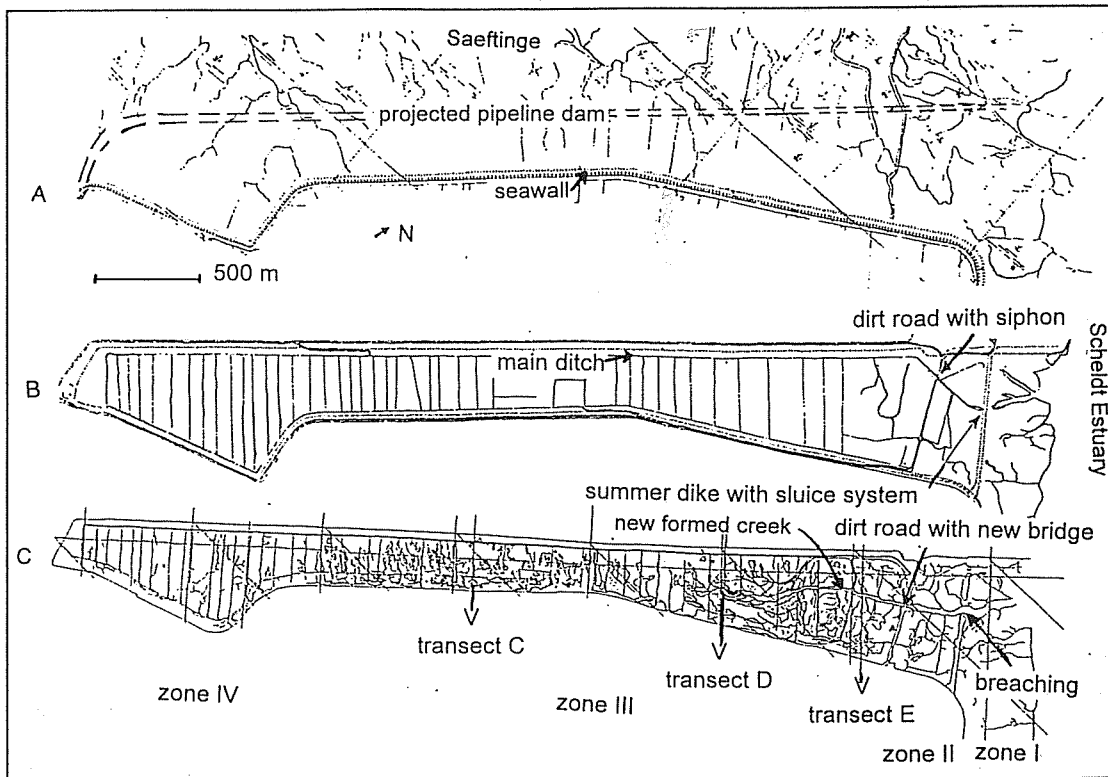 Saeftinge
projected pipeline dam
A
seawall
N
500 m
dirt road with siphon
main ditch
B
Scheldt Estuary
summer dike with sluice system
new formed creek
dirt road with new bridge
C
transect C
transect D
breaching
zone IV
zone III
transect E
zone II
zone I